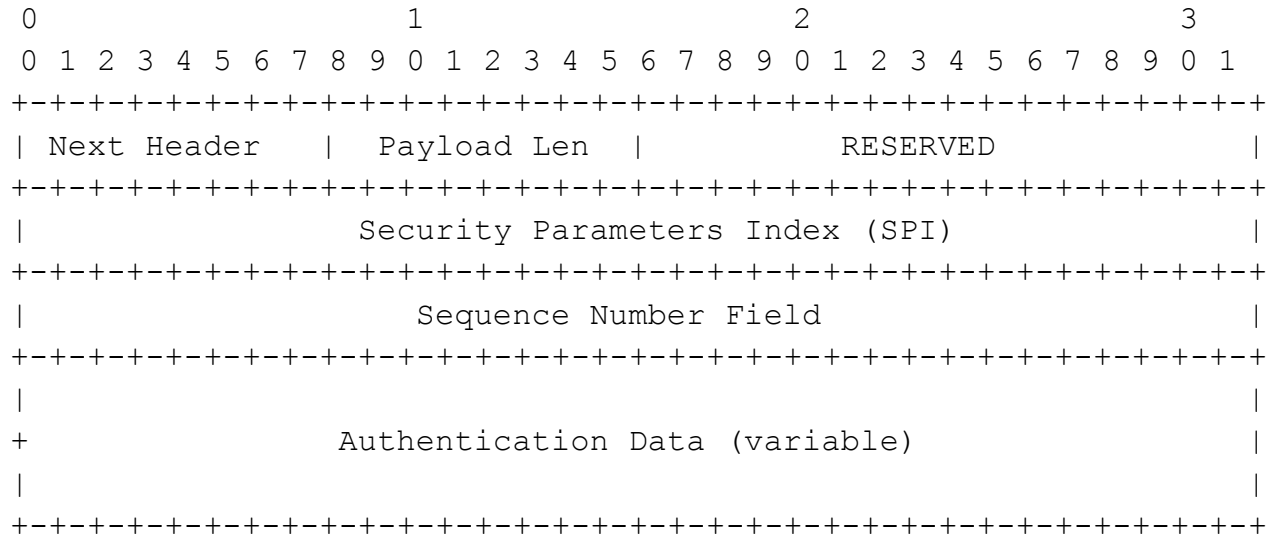 0                   1                   2                   3
0 1 2 3 4 5 6 7 8 9 0 1 2 3 4 5 6 7 8 9 0 1 2 3 4 5 6 7 8 9 0 1
+-+-+-+-+-+-+-+-+-+-+-+-+-+-+-+-+-+-+-+-+-+-+-+-+-+-+-+-+-+-+-+-+
| Next Header   |  Payload Len  |          RESERVED             |
+-+-+-+-+-+-+-+-+-+-+-+-+-+-+-+-+-+-+-+-+-+-+-+-+-+-+-+-+-+-+-+-+
|                 Security Parameters Index (SPI)               |
+-+-+-+-+-+-+-+-+-+-+-+-+-+-+-+-+-+-+-+-+-+-+-+-+-+-+-+-+-+-+-+-+
|                    Sequence Number Field                      |
+-+-+-+-+-+-+-+-+-+-+-+-+-+-+-+-+-+-+-+-+-+-+-+-+-+-+-+-+-+-+-+-+
|                                                               |
+                Authentication Data (variable)                 |
|                                                               |
+-+-+-+-+-+-+-+-+-+-+-+-+-+-+-+-+-+-+-+-+-+-+-+-+-+-+-+-+-+-+-+-+